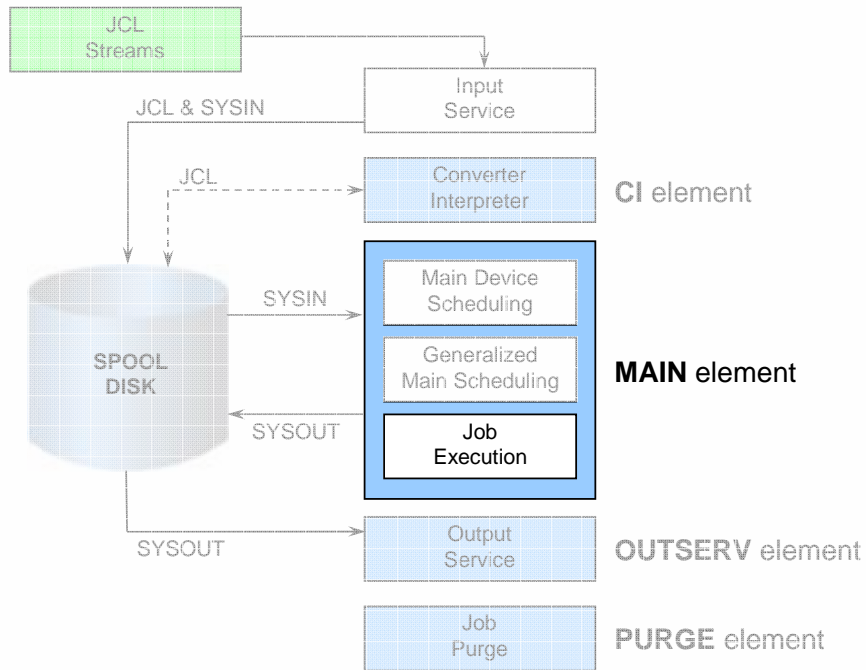 JCL
Streams
Input
Service
JCL & SYSIN
JCL
Converter
Interpreter
CI element
Main Device
Scheduling
SYSIN
Generalized
Main Scheduling
MAIN element
SPOOL
DISK
SYSOUT
Job
Execution
Output
Service
OUTSERV element
SYSOUT
Job
Purge
PURGE element